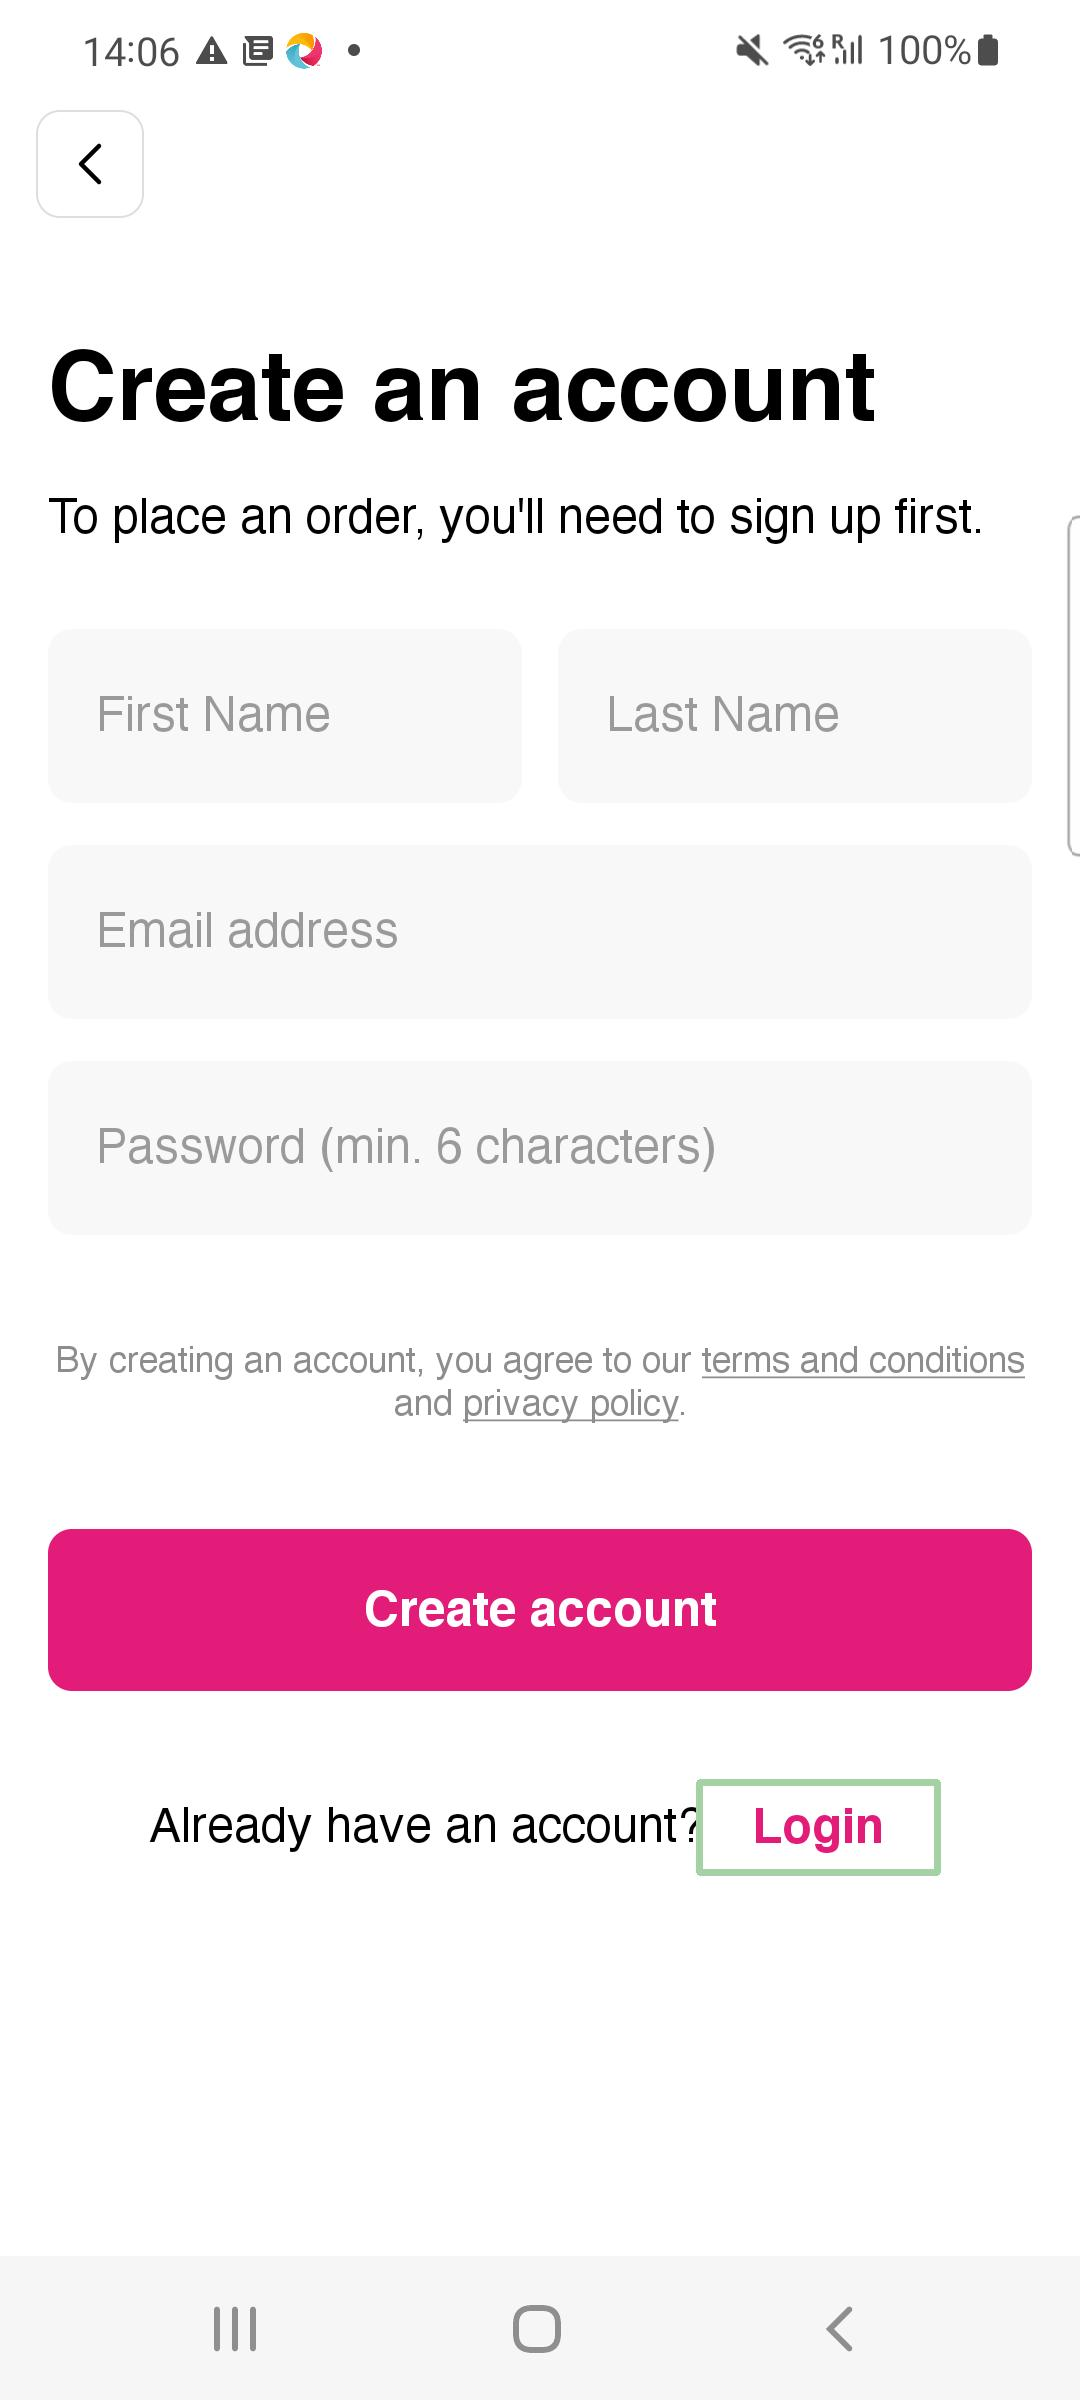 14:06 100%
Create an account
To place an order, you'll need to sign up first.
First Name Last Name
Email address
Password (min. 6 characters)
By creating an account, you agree to our terms and conditions
and privacy policy.
Create account
Already have an account? Login